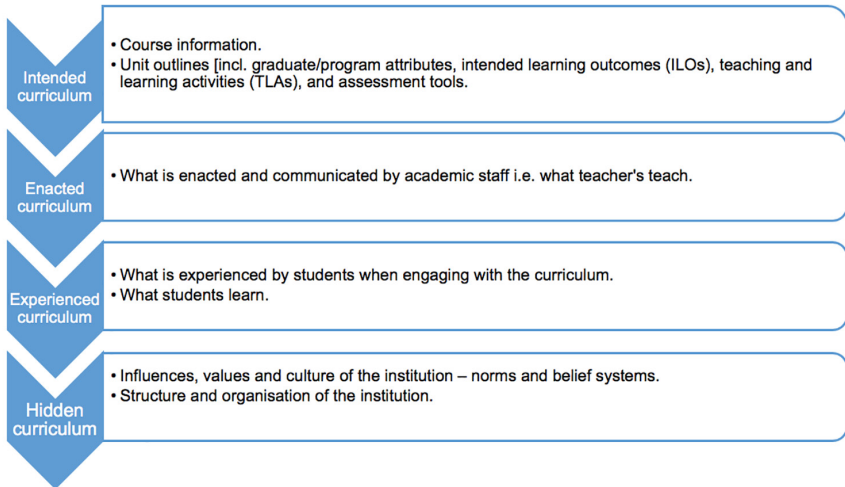 Intended
curriculum
• Course information.
• Unit outlines [incl. graduate/program attributes, intended learning outcomes (ILOs), teaching and
learning activities (TLAs), and assessment tools.
Enacted
curriculum
• What is enacted and communicated by academic staff i.e. what teacher's teach.
Experienced
curriculum
• What is experienced by students when engaging with the curriculum.
• What students learn.
Hidden
curriculum
• Influences, values and culture of the institution – norms and belief systems.
• Structure and organisation of the institution.